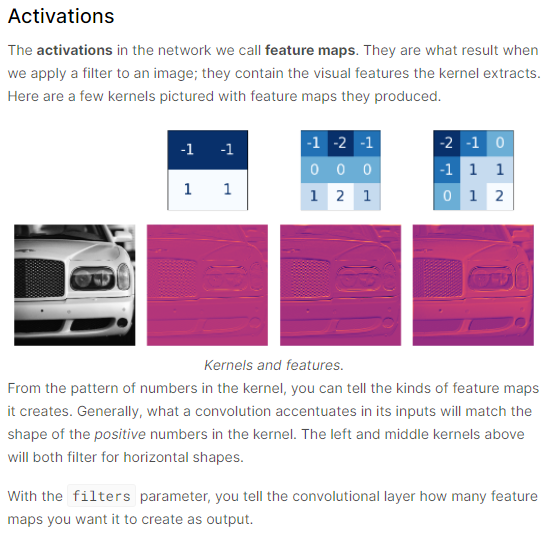 Activations
The activations in the network we call feature maps. They are what result when
we apply a filter to an image; they contain the visual features the kernel extracts.
Here are a few kernels pictured with feature maps they produced.
-1 -1
1 1
-1 -2 -1
0 0 0
1 2 1
-2 -1 0
-1 1 1
0 1 2
Kernels and features.
From the pattern of numbers in the kernel, you can tell the kinds of feature maps
it creates. Generally, what a convolution accentuates in its inputs will match the
shape of the positive numbers in the kernel. The left and middle kernels above
will both filter for horizontal shapes.
With the filters parameter, you tell the convolutional layer how many feature
maps you want it to create as output.